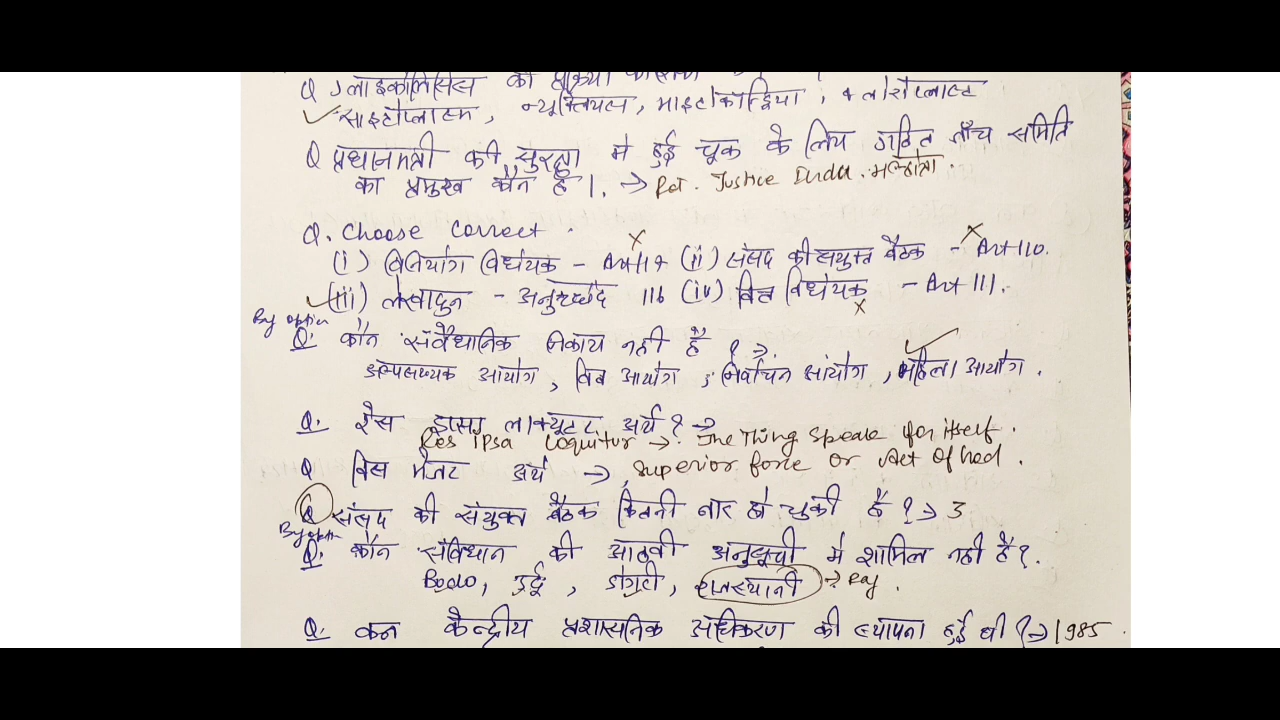 Q ग्लाइकोलिसिस की प्रक्रिया
✓ साइटोप्लाज्म, न्यूक्लियस, माइटोकॉन्ड्रिया, क्लोरोप्लास्ट
Q प्रधानमंत्री की सुरक्षा में हुई चूक के लिये गठित जाँच समिति
का प्रमुख कौन है। → Ret. Justice Indu मल्होत्रा.
Q. Choose Correct.
(i) विनियोग विधेयक - Art 117 × (ii) संसद की संयुक्त बैठक - Art 110. ×
✓ (iii) लेखानुदान - अनुच्छेद 116 (iv) वित्त विधेयक - Art 111. ×
By option
Q. कौन संवैधानिक निकाय नही है ? →.
अल्पसंख्यक आयोग, वित्त आयोग, निर्वाचन आयोग, महिला आयोग. ✓
Q. रेस इप्सा लाक्यूटर अर्थ ? →
Res ipsa Loquitur → The Thing Speak for itself.
Q विस मेजर अर्थ → Superior force or Act of God.
Q संसद की संयुक्त बैठक कितनी बार हो चुकी है ? → 3
By option
Q. कौन संविधान की आठवी अनुसूची मे शामिल नही है ?.
Bodo, उर्दू, डोगरी, राजस्थानी → Raj.
Q. कब केन्द्रीय प्रशासनिक अधिकरण की स्थापना हुई थी ? → 1985.